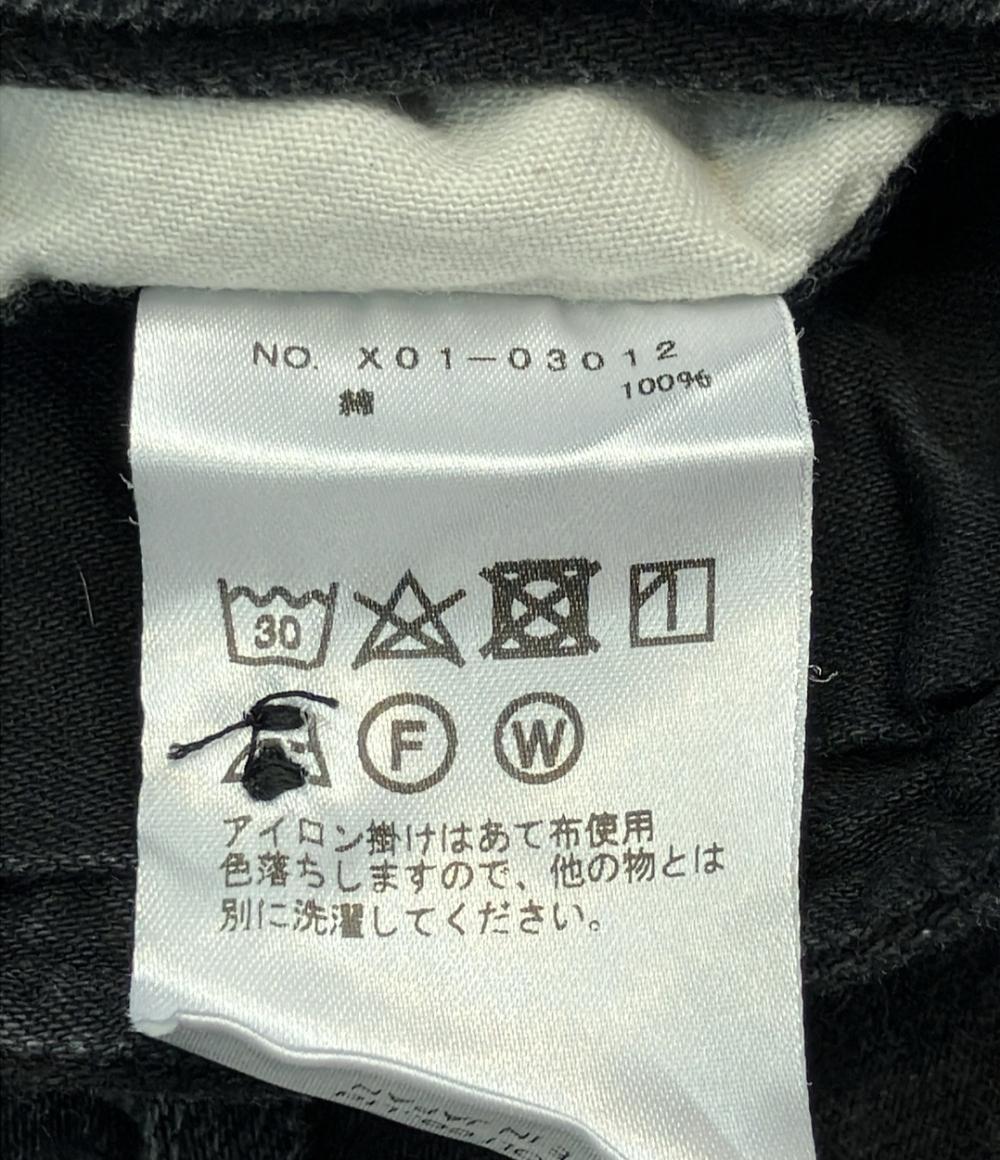 NO. X01-03012
綿 100%
30
F W
アイロン掛けはあて布使用
色落ちしますので、他の物とは
別に洗濯してください。